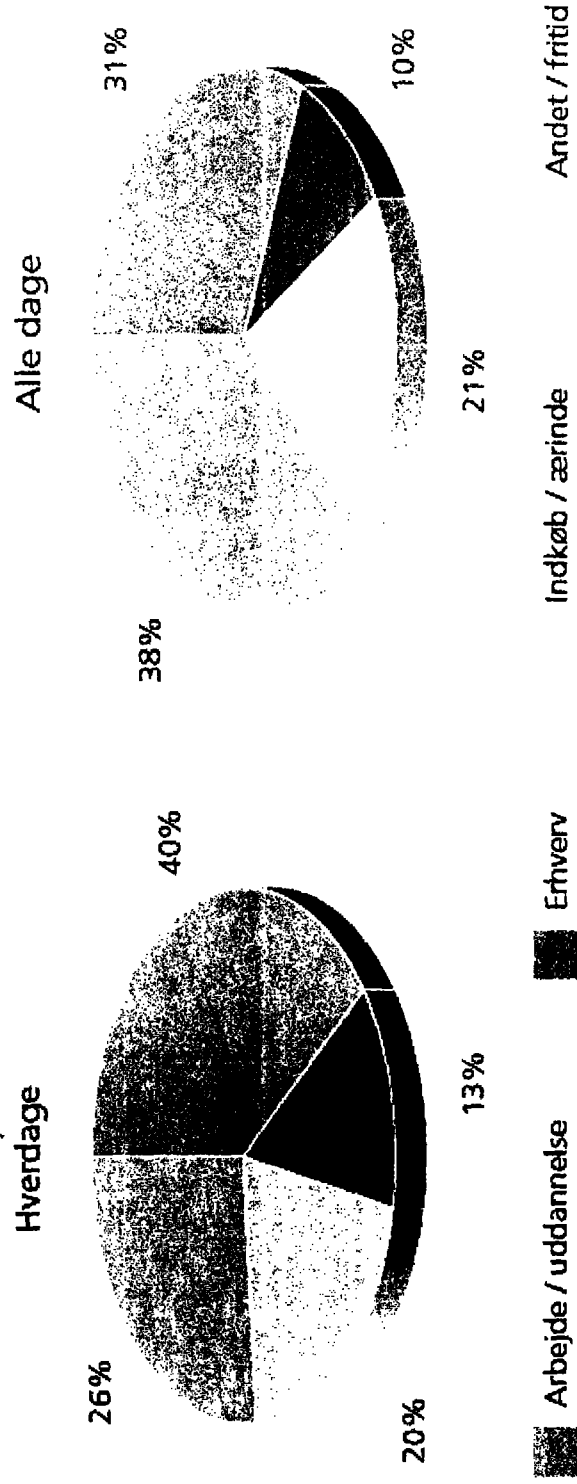 Hverdage
26%
40%
20%
13%
Alle dage
38%
31%
21%
10%
Arbejde / uddannelse
Erhverv
Indkøb / ærinde
Andet / fritid